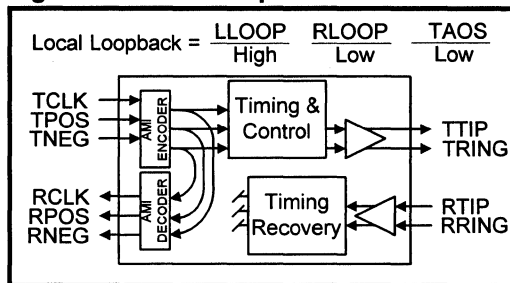 Local Loopback = LLOOP RLOOP TAOS
High Low Low
TCLK
TPOS
TNEG
AMI
ENCODER
Timing &
Control
TTIP
TRING
RCLK
RPOS
RNEG
AMI
DECODER
Timing
Recovery
RTIP
RRING